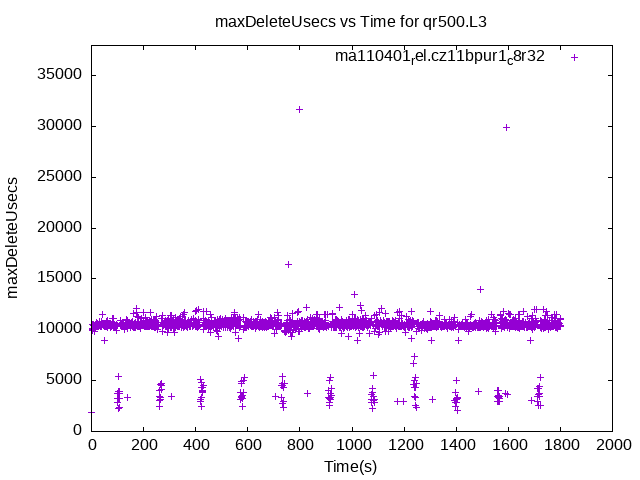 maxDeleteUsecs vs Time for qr500.L3
ma110401_rel.cz11bpur1_c8r32
35000
30000
25000
20000
15000
10000
5000
0
maxDeleteUsecs
0 200 400 600 800 1000 1200 1400 1600 1800 2000
Time(s)